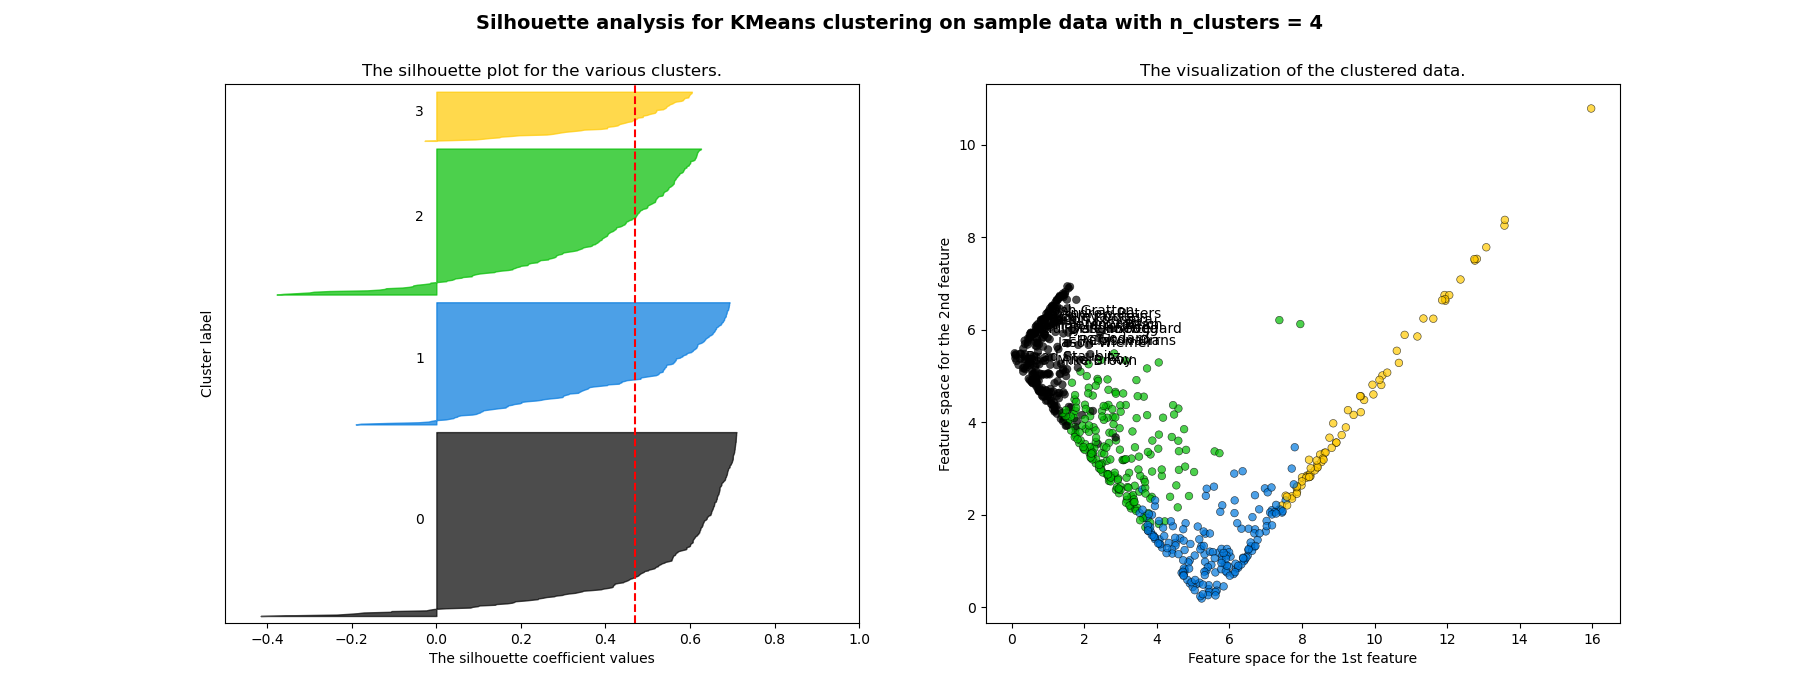 Silhouette analysis for KMeans clustering on sample data with n_clusters = 4
The silhouette plot for the various clusters.
3
2
1
0
Cluster label
−0.4 −0.2 0.0 0.2 0.4 0.6 0.8 1.0
The silhouette coefficient values
The visualization of the clustered data.
10
8
6
4
2
0
Feature space for the 2nd feature
Gratton
Brown
0 2 4 6 8 10 12 14 16
Feature space for the 1st feature